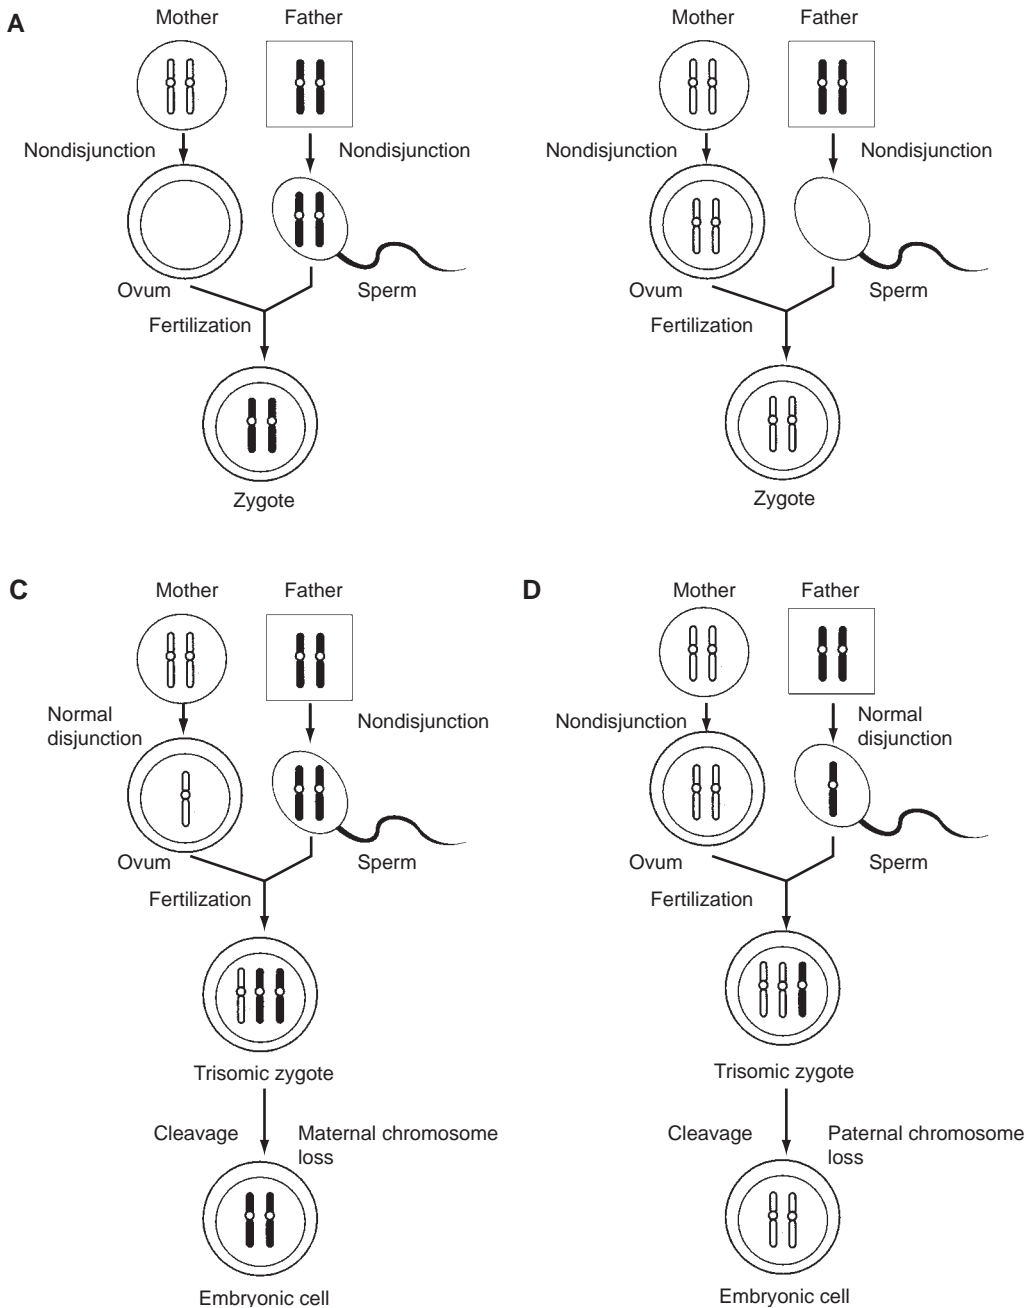 A
Mother
Father
Nondisjunction
Nondisjunction
Ovum
Sperm
Fertilization
Zygote
Mother
Father
Nondisjunction
Nondisjunction
Ovum
Sperm
Fertilization
Zygote
C
Mother
Father
Normal
disjunction
Nondisjunction
Ovum
Sperm
Fertilization
Trisomic zygote
Cleavage
Maternal chromosome
loss
Embryonic cell
D
Mother
Father
Nondisjunction
Normal
disjunction
Ovum
Sperm
Fertilization
Trisomic zygote
Cleavage
Paternal chromosome
loss
Embryonic cell